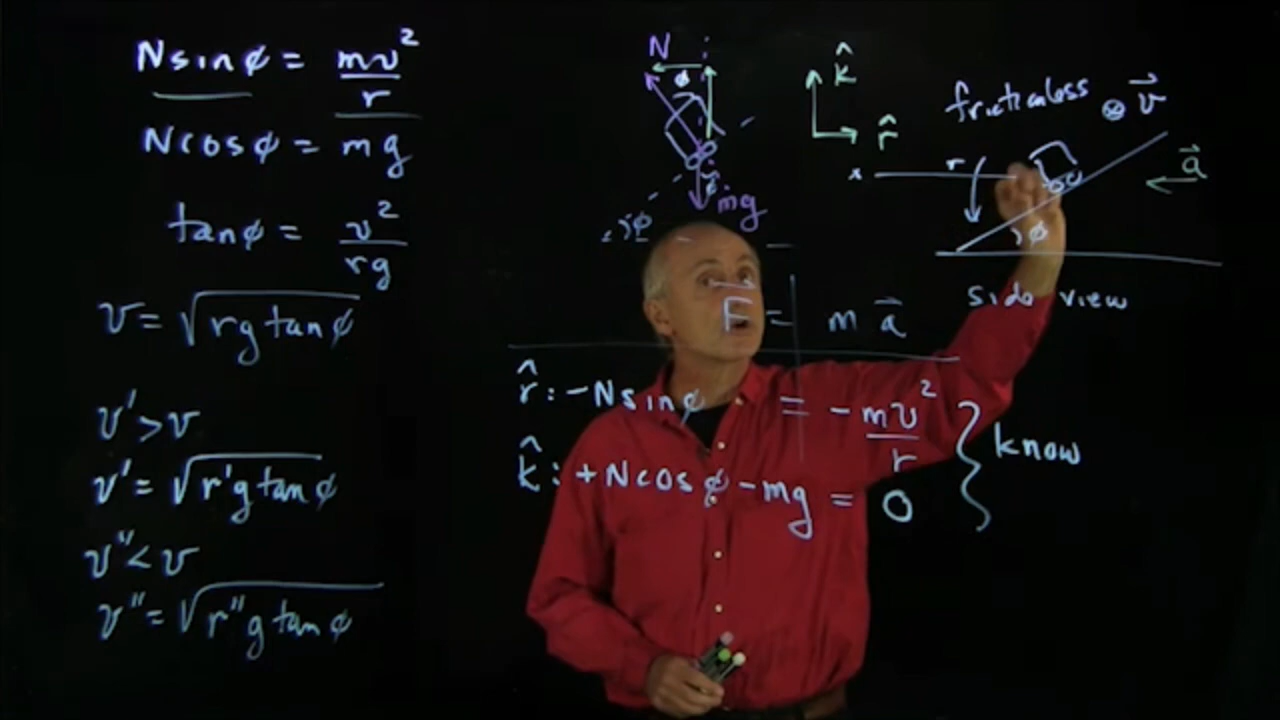 N sin φ = mv²/r
N cos φ = mg
tan φ = v²/rg
v = √(rg tan φ)
v' > v
v' = √(r'g tan φ)
v'' < v
v'' = √(r''g tan φ)
N
φ
φ
mg
φ
k̂
r̂
frictionless
⊗ v⃗
r
a⃗
φ
side view
F = m a⃗
r̂ : -N sin φ = -mv²/r
k̂ : +N cos φ - mg = 0
} know